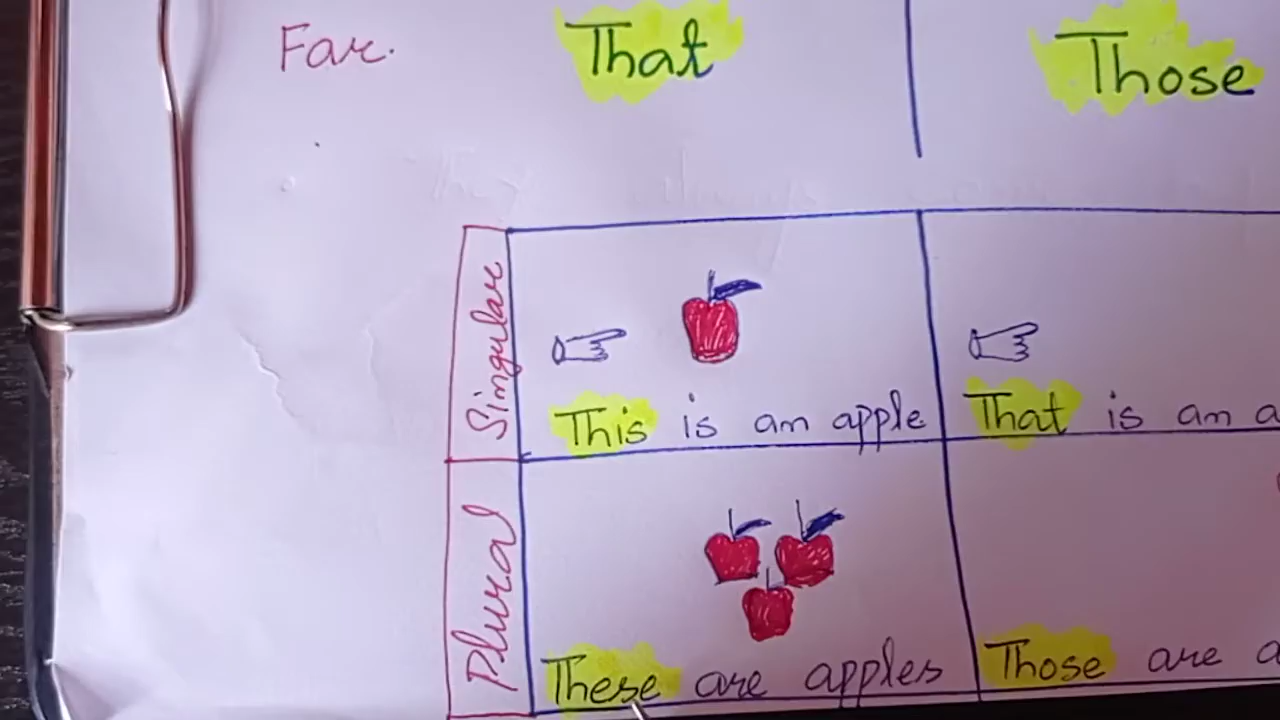 Far. That Those
Singular
This is an apple
That is an a
Plural
These are apples
Those are a